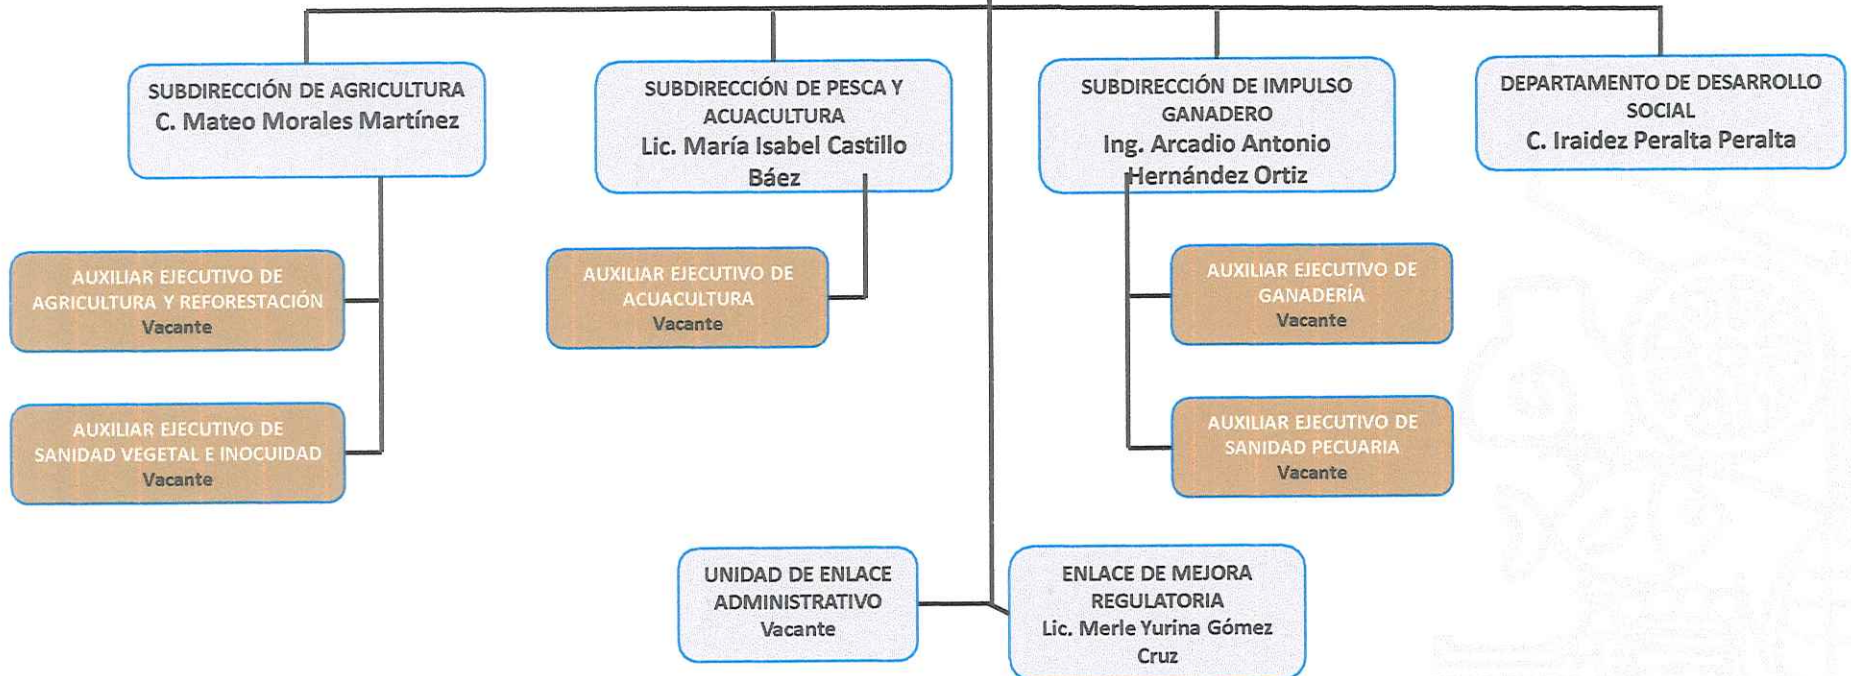 SUBDIRECCIÓN DE AGRICULTURA
C. Mateo Morales Martínez
SUBDIRECCIÓN DE PESCA Y
ACUACULTURA
Lic. María Isabel Castillo
Báez
SUBDIRECCIÓN DE IMPULSO
GANADERO
Ing. Arcadio Antonio
Hernández Ortiz
DEPARTAMENTO DE DESARROLLO
SOCIAL
C. Iraidez Peralta Peralta
AUXILIAR EJECUTIVO DE
AGRICULTURA Y REFORESTACIÓN
Vacante
AUXILIAR EJECUTIVO DE
ACUACULTURA
Vacante
AUXILIAR EJECUTIVO DE
GANADERÍA
Vacante
AUXILIAR EJECUTIVO DE
SANIDAD VEGETAL E INOCUIDAD
Vacante
AUXILIAR EJECUTIVO DE
SANIDAD PECUARIA
Vacante
UNIDAD DE ENLACE
ADMINISTRATIVO
Vacante
ENLACE DE MEJORA
REGULATORIA
Lic. Merle Yurina Gómez
Cruz